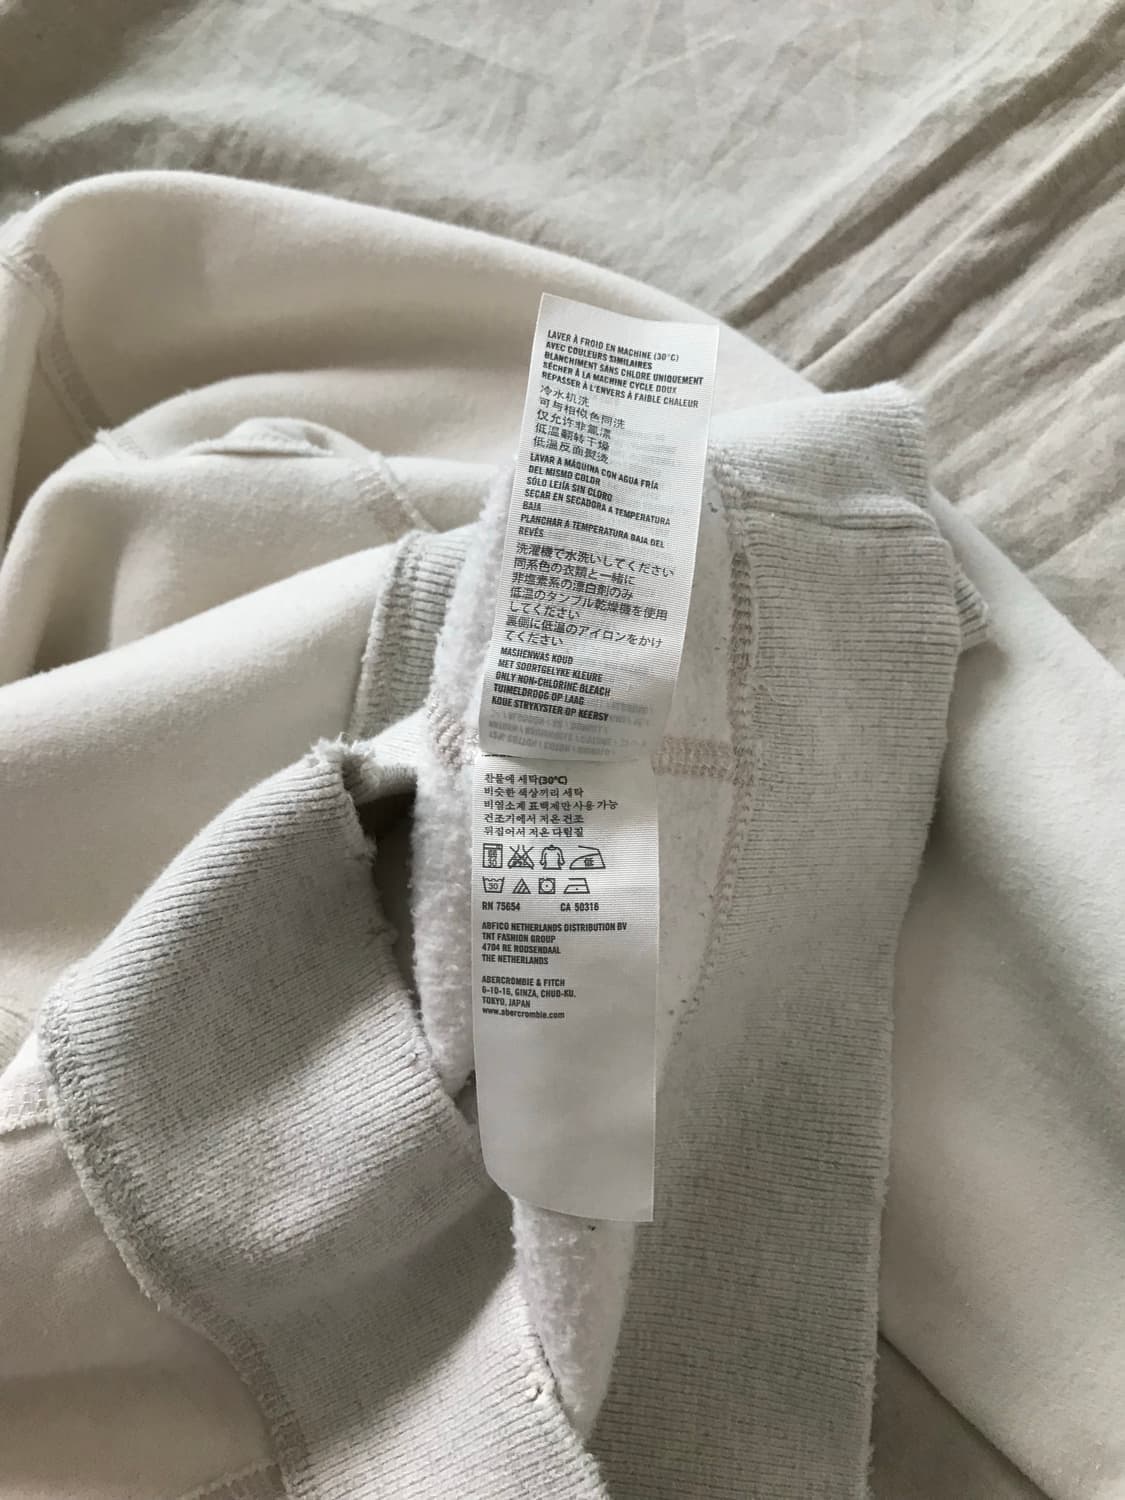 LAVER À FROID EN MACHINE (30°C)
AVEC COULEURS SIMILAIRES
BLANCHIMENT SANS CHLORE UNIQUEMENT
SÉCHER À LA MACHINE CYCLE DOUX
REPASSER À L'ENVERS À FAIBLE CHALEUR
冷水机洗
可与相似色同洗
仅允许非氯漂
低温翻转干燥
低温反面熨烫
LAVAR A MÁQUINA CON AGUA FRÍA
DEL MISMO COLOR
SÓLO LEJÍA SIN CLORO
SECAR EN SECADORA A TEMPERATURA
BAJA
PLANCHAR A TEMPERATURA BAJA DEL
REVÉS
洗濯機で水洗いしてください
同系色の衣類と一緒に
非塩素系の漂白剤のみ
低温のタンブル乾燥機を使用
してください
裏側に低温のアイロンをかけ
てください
MASJIENWAS KOUD
MET SOORTGELYKE KLEURE
ONLY NON-CHLORINE BLEACH
TUIMELDROOG OP LAAG
KOUE STRYKYSTER OP KEERSY
찬물에 세탁(30°C)
비슷한 색상끼리 세탁
비염소계 표백제만 사용 가능
건조기에서 저온 건조
뒤집어서 저온 다림질
30
RN 75654 CA 50316
ABFICO NETHERLANDS DISTRIBUTION BV
TNT FASHION GROUP
4704 RE ROOSENDAAL
THE NETHERLANDS
ABERCROMBIE & FITCH
6-10-16, GINZA, CHUO-KU,
TOKYO, JAPAN
www.abercrombie.com